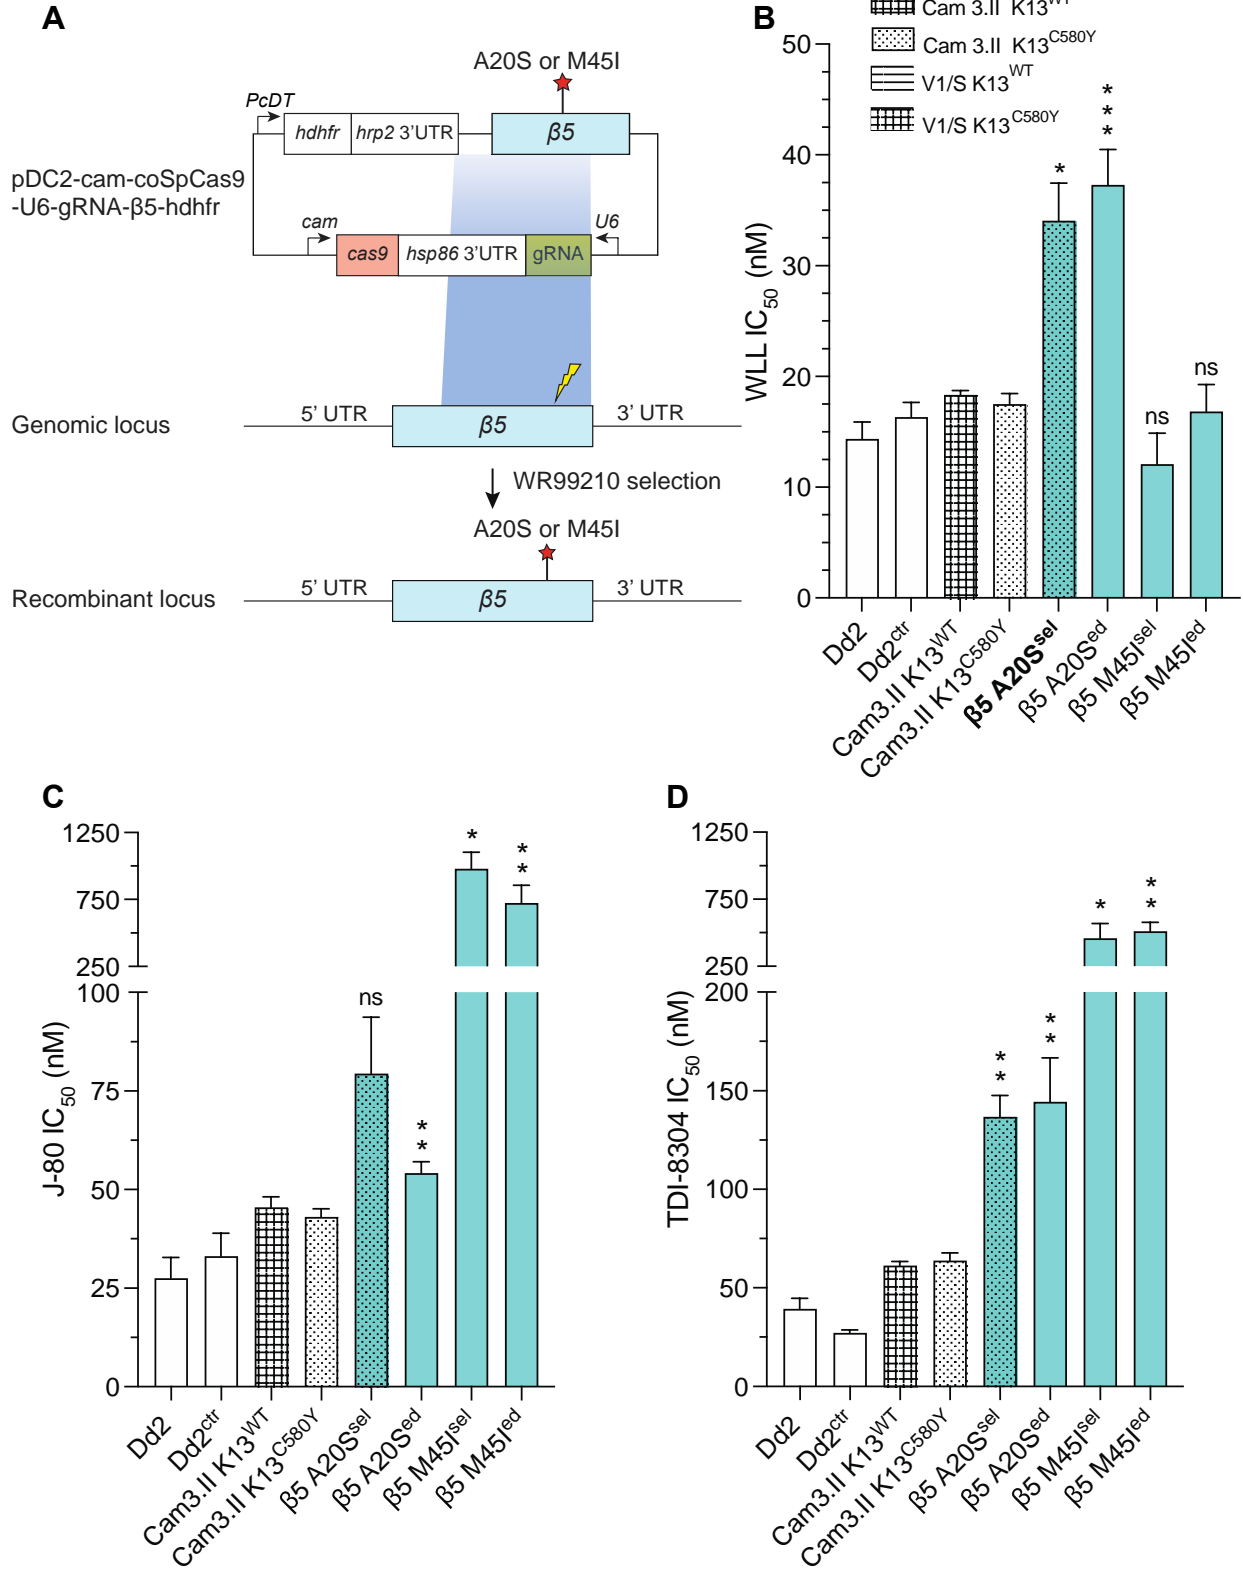 A
A20S or M45I
PcDT
hdhfr
hrp2 3’UTR
β5
pDC2-cam-coSpCas9
-U6-gRNA-β5-hdhfr
cam
U6
cas9
hsp86 3’UTR
gRNA
Genomic locus
5’ UTR
β5
3’ UTR
WR99210 selection
A20S or M45I
Recombinant locus
5’ UTR
β5
3’ UTR
B
Cam 3.II K13WT
Cam 3.II K13C580Y
V1/S K13WT
V1/S K13C580Y
WLL IC50 (nM)
50
40
30
20
10
0
*
***
ns
ns
Dd2
Dd2ctr
Cam3.II K13WT
Cam3.II K13C580Y
β5 A20Ssel
β5 A20Sed
β5 M45Isel
β5 M45Ied
C
J-80 IC50 (nM)
1250
750
250
100
75
50
25
0
ns
**
*
**
Dd2
Dd2ctr
Cam3.II K13WT
Cam3.II K13C580Y
β5 A20Ssel
β5 A20Sed
β5 M45Isel
β5 M45Ied
D
TDI-8304 IC50 (nM)
1250
750
250
200
150
100
50
0
**
**
*
**
Dd2
Dd2ctr
Cam3.II K13WT
Cam3.II K13C580Y
β5 A20Ssel
β5 A20Sed
β5 M45Isel
β5 M45Ied